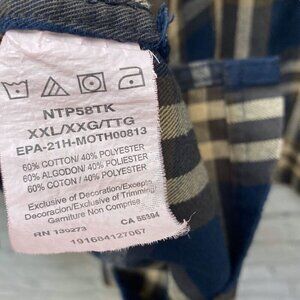 NTP58TK
XXL/XXG/TTG
EPA-21H-MOTH00813
60% COTTON/ 40% POLYESTER
60% ALGODON/ 40% POLIESTER
60% COTON / 40% POLYESTER
Exclusive of Decoration/Excepto
Decoracion/Exclusive of Trimming/
Garniture Non Comprise
RN 139273 CA 55394
191684127067